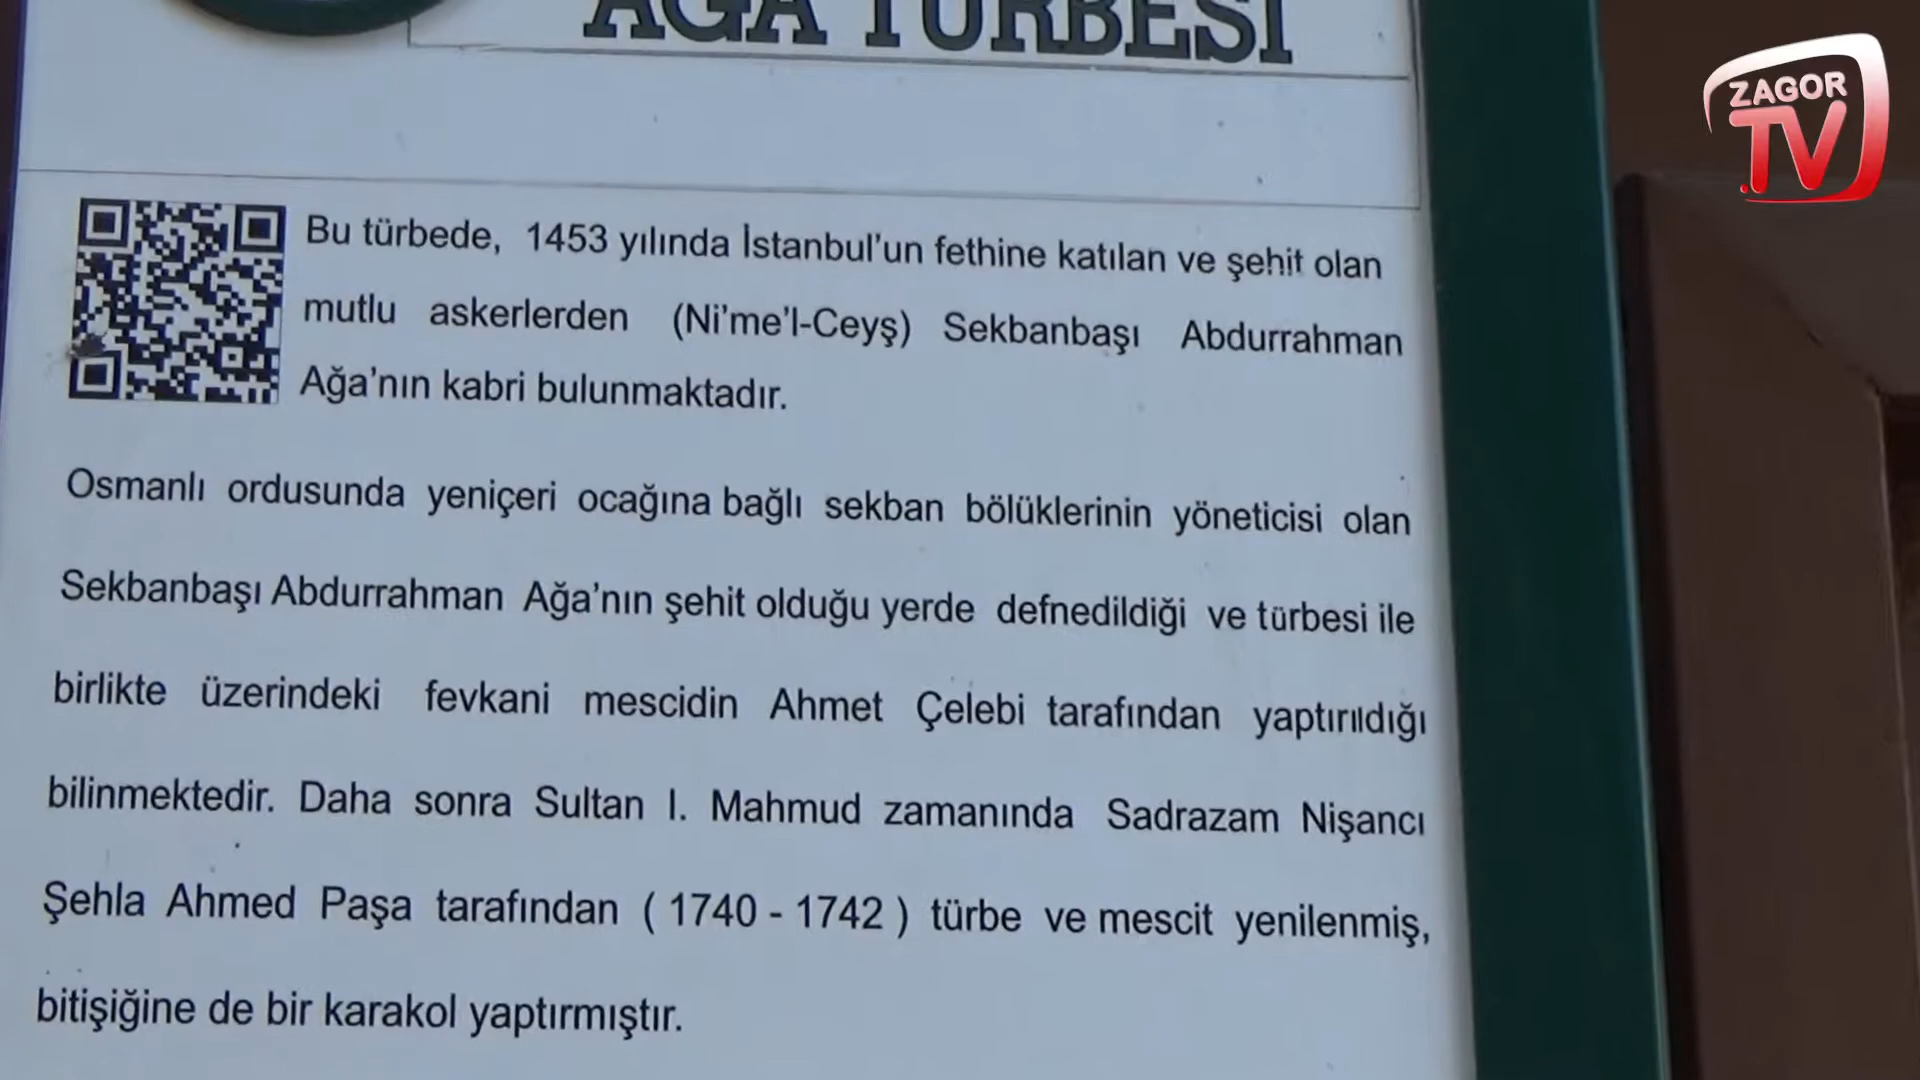 AĞA TÜRBESİ
ZAGOR
TV
Bu türbede, 1453 yılında İstanbul'un fethine katılan ve şehit olan
mutlu askerlerden (Ni'me'l-Ceyş) Sekbanbaşı Abdurrahman
Ağa'nın kabri bulunmaktadır.
Osmanlı ordusunda yeniçeri ocağına bağlı sekban bölüklerinin yöneticisi olan
Sekbanbaşı Abdurrahman Ağa'nın şehit olduğu yerde defnedildiği ve türbesi ile
birlikte üzerindeki fevkani mescidin Ahmet Çelebi tarafından yaptırıldığı
bilinmektedir. Daha sonra Sultan I. Mahmud zamanında Sadrazam Nişancı
Şehla Ahmed Paşa tarafından ( 1740 - 1742 ) türbe ve mescit yenilenmiş,
bitişiğine de bir karakol yaptırmıştır.